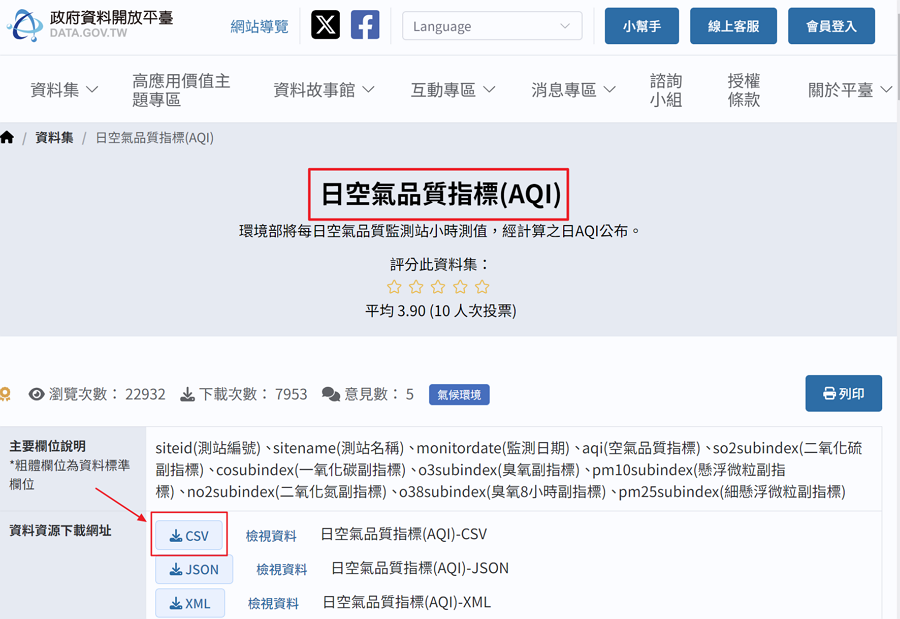 政府資料開放平臺
DATA.GOV.TW
網站導覽
Language
小幫手
線上客服
會員登入
資料集
高應用價值主
題專區
資料故事館
互動專區
消息專區
諮詢
小組
授權
條款
關於平臺
/ 資料集 / 日空氣品質指標(AQI)
日空氣品質指標(AQI)
環境部將每日空氣品質監測站小時測值,經計算之日AQI公布。
評分此資料集:
平均 3.90 (10 人次投票)
瀏覽次數: 22932 下載次數: 7953 意見數: 5 氣候環境
列印
主要欄位說明
*粗體欄位為資料標準
欄位
siteid(測站編號)、sitename(測站名稱)、monitordate(監測日期)、aqi(空氣品質指標)、so2subindex(二氧化硫
副指標)、cosubindex(一氧化碳副指標)、o3subindex(臭氧副指標)、pm10subindex(懸浮微粒副指
標)、no2subindex(二氧化氮副指標)、o38subindex(臭氧8小時副指標)、pm25subindex(細懸浮微粒副指標)
資料資源下載網址
CSV 檢視資料 日空氣品質指標(AQI)-CSV
JSON 檢視資料 日空氣品質指標(AQI)-JSON
XML 檢視資料 日空氣品質指標(AQI)-XML